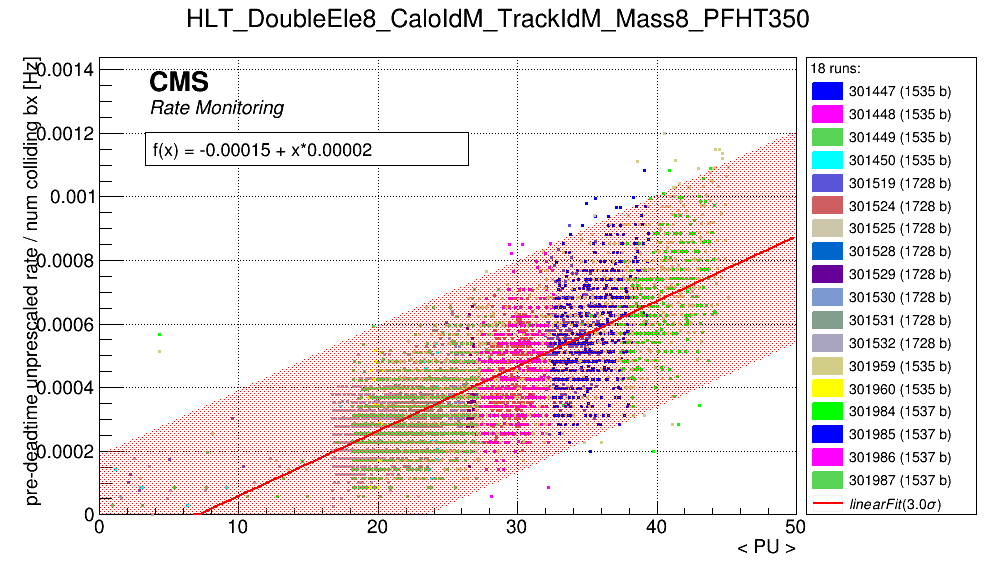 HLT_DoubleEle8_CaloIdM_TrackIdM_Mass8_PFHT350
pre-deadtime unprescaled rate / num colliding bx [Hz]
0.0014
0.0012
0.001
0.0008
0.0006
0.0004
0.0002
0
CMS
Rate Monitoring
f(x) = -0.00015 + x*0.00002
0 10 20 30 40 50
< PU >
18 runs:
301447 (1535 b)
301448 (1535 b)
301449 (1535 b)
301450 (1535 b)
301519 (1728 b)
301524 (1728 b)
301525 (1728 b)
301528 (1728 b)
301529 (1728 b)
301530 (1728 b)
301531 (1728 b)
301532 (1728 b)
301959 (1535 b)
301960 (1535 b)
301984 (1537 b)
301985 (1537 b)
301986 (1537 b)
301987 (1537 b)
linearFit(3.0σ)